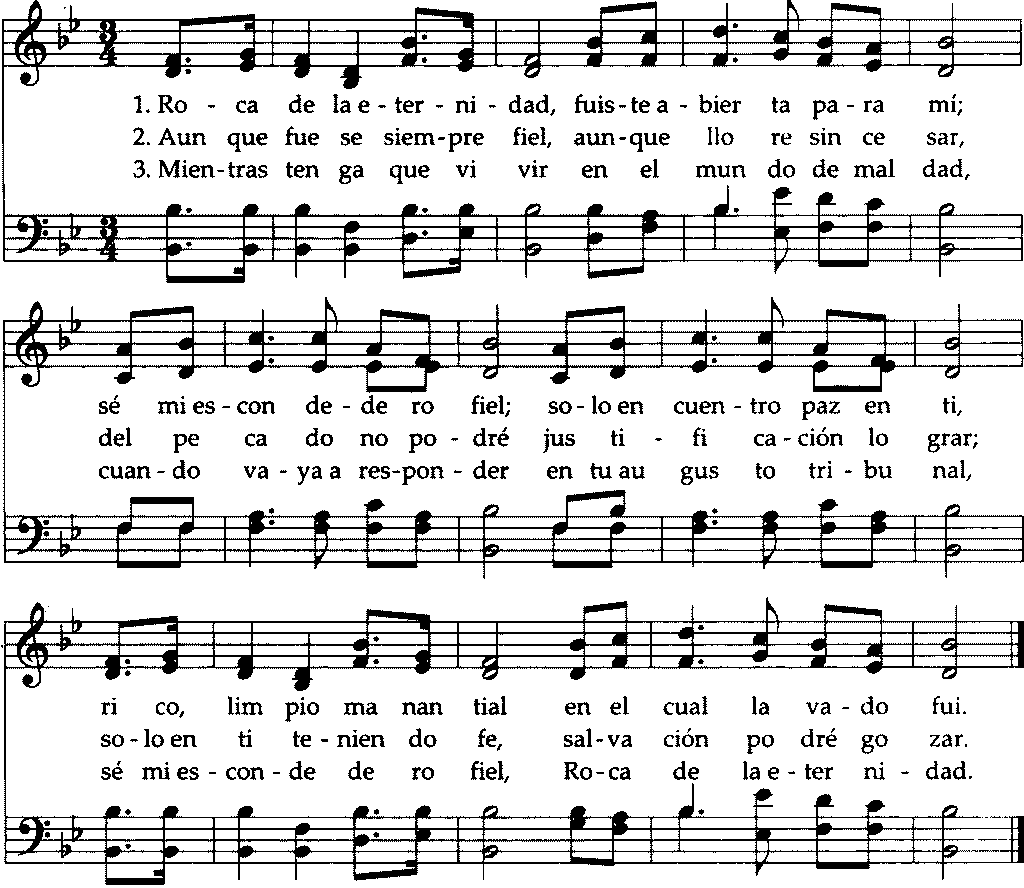 3 4
1. Ro - ca de la e - ter - ni - dad, fuis - te a - bier ta pa - ra mí;
2. Aun que fue se siem - pre fiel, aun - que llo re sin ce sar,
3. Mien - tras ten ga que vi vir en el mun do de mal dad,
3 4
sé mi es - con de - de ro fiel; so - lo en cuen - tro paz en ti,
del pe ca do no po - dré jus ti - fi ca - ción lo grar;
cuan - do va - ya a res - pon - der en tu au gus to tri - bu nal,
ri co, lim pio ma nan tial en el cual la va - do fui.
so - lo en ti te - nien do fe, sal - va ción po dré go zar.
sé mi es - con - de de ro fiel, Ro - ca de la e - ter ni - dad.